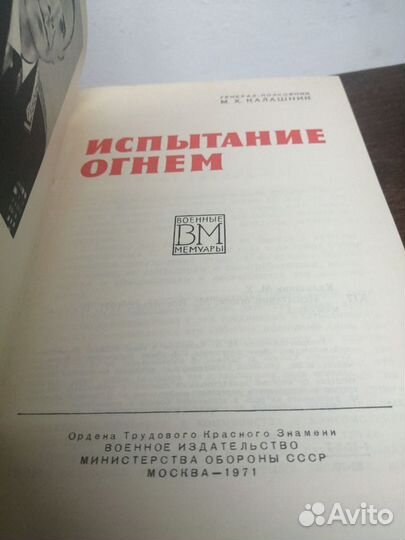 ГЕНЕРАЛ-ПОЛКОВНИК
М. Х. КАЛАШНИК
ИСПЫТАНИЕ
ОГНЕМ
ВОЕННЫЕ
ВМ
МЕМУАРЫ
Ордена Трудового Красного Знамени
ВОЕННОЕ ИЗДАТЕЛЬСТВО
МИНИСТЕРСТВА ОБОРОНЫ СССР
МОСКВА—1971
Avito